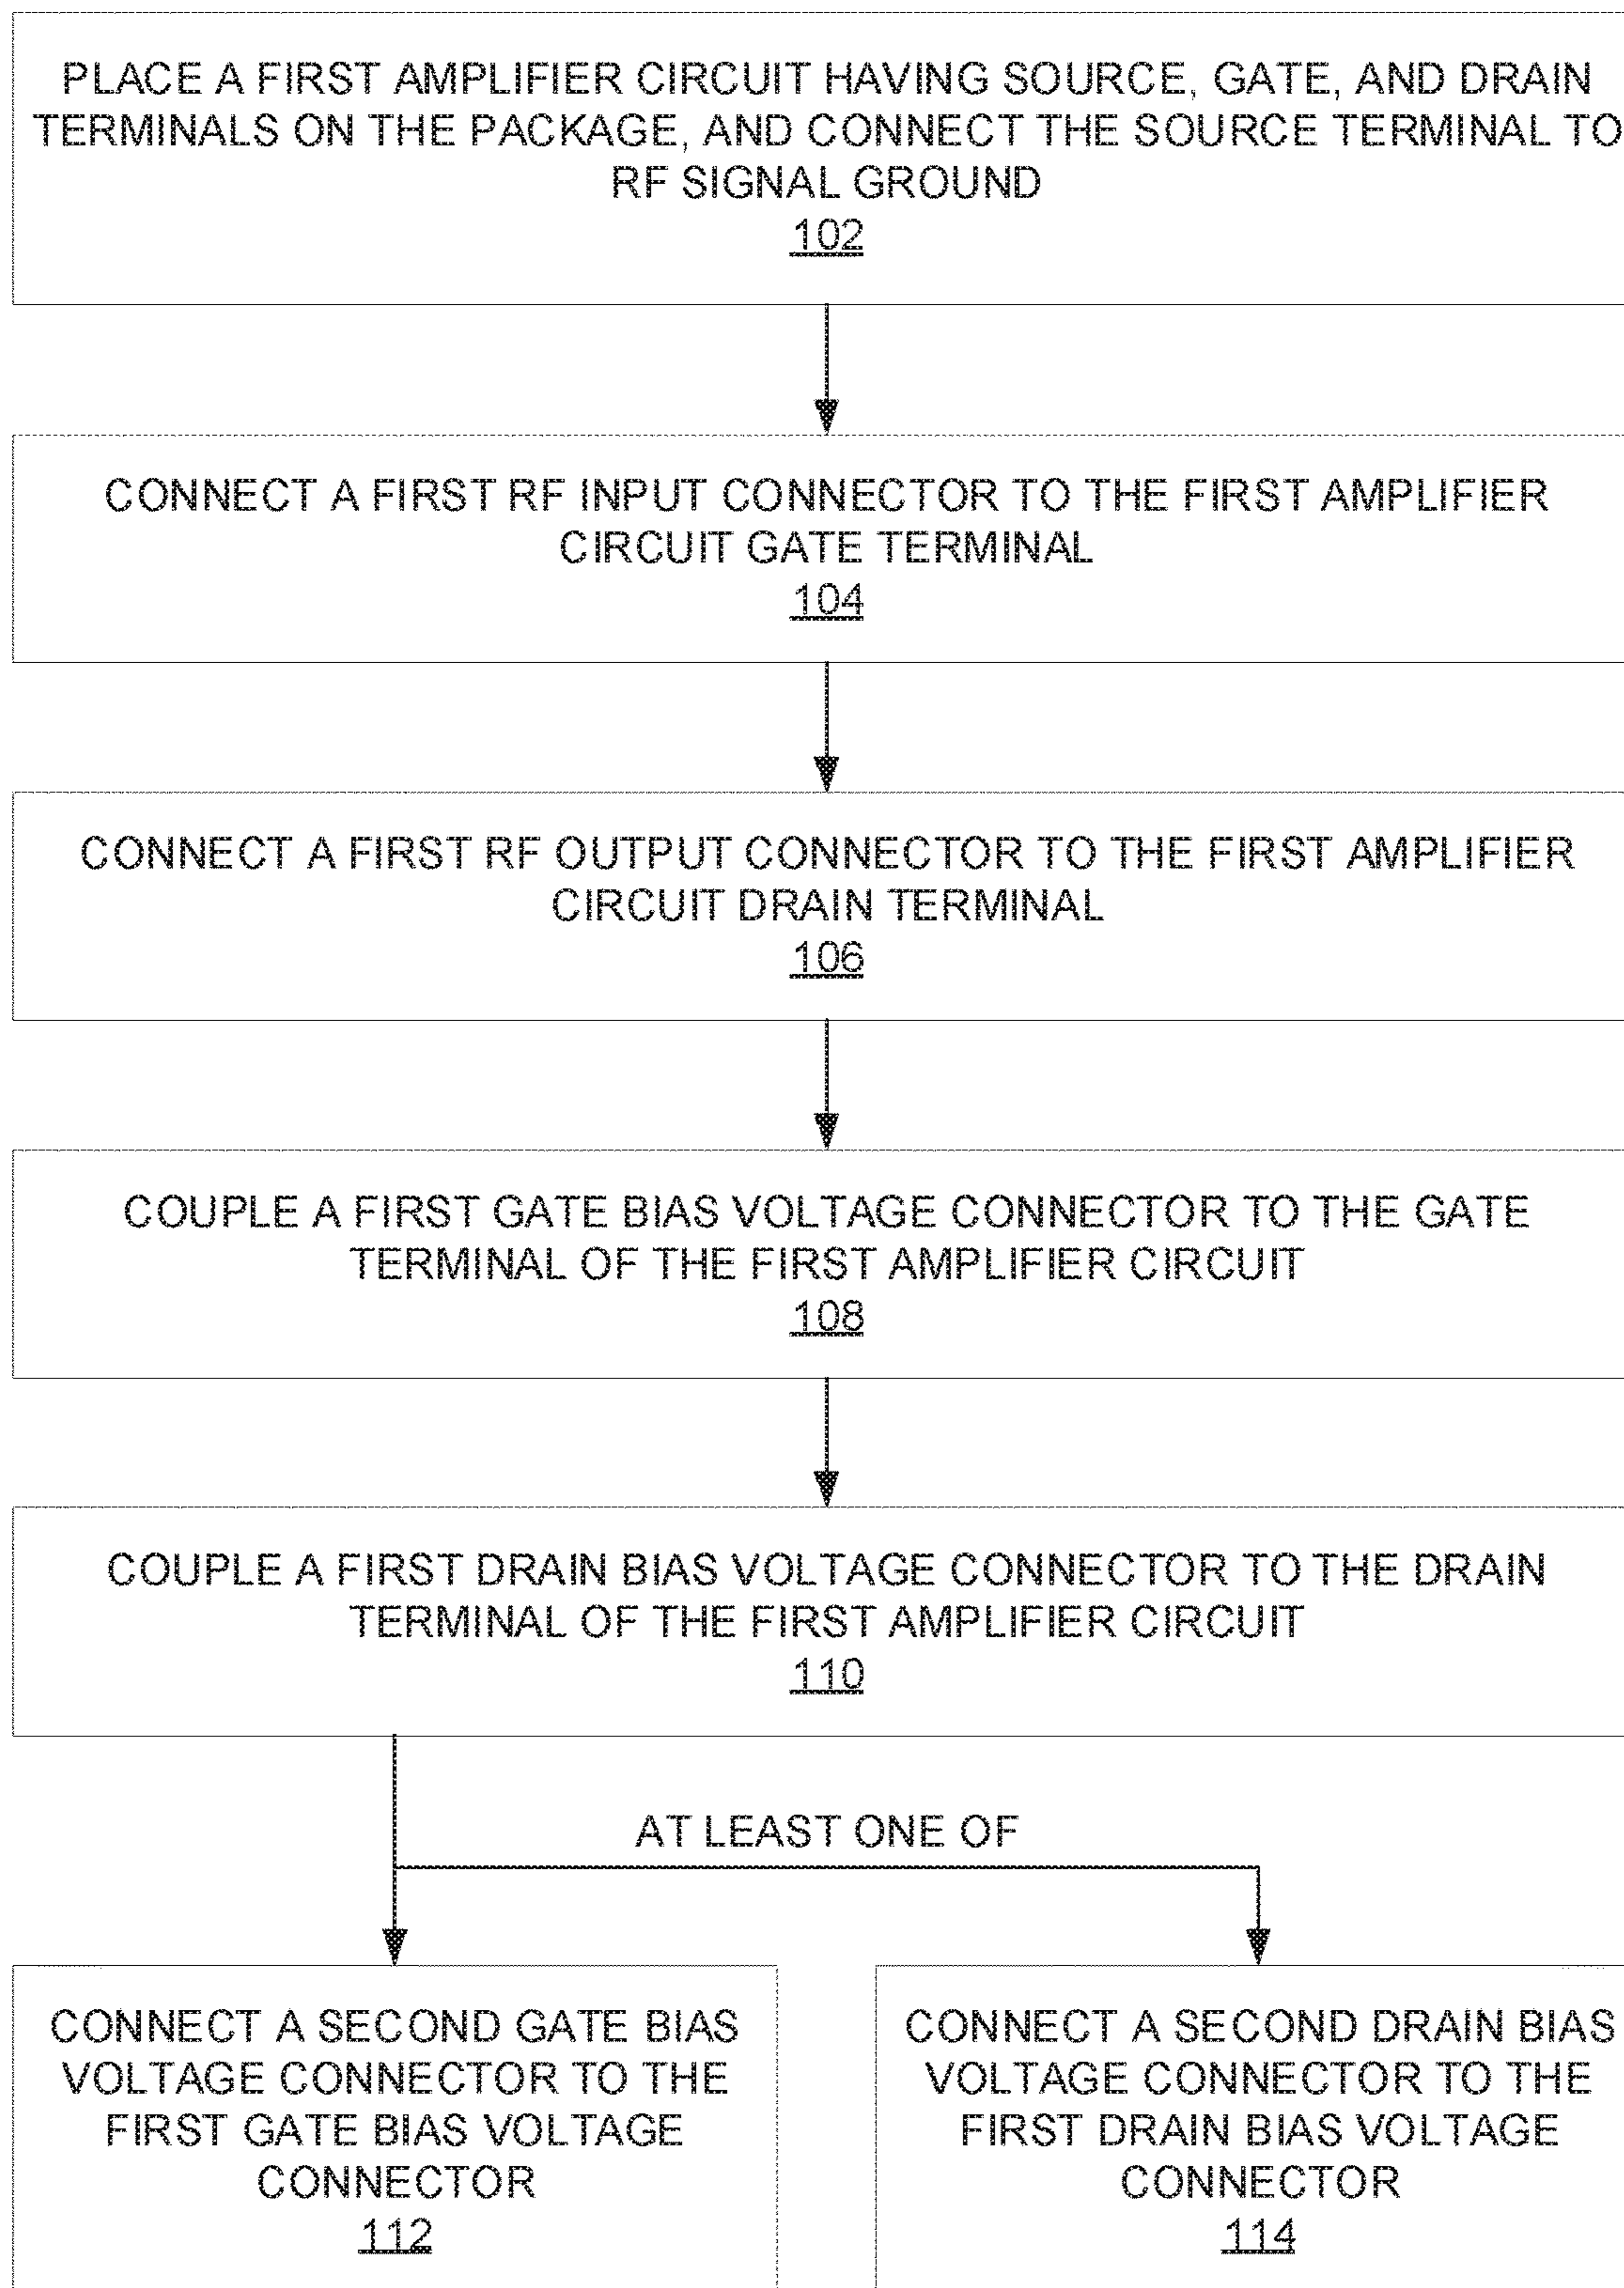 PLACE A FIRST AMPLIFIER CIRCUIT HAVING SOURCE, GATE, AND DRAIN
TERMINALS ON THE PACKAGE, AND CONNECT THE SOURCE TERMINAL TO
RF SIGNAL GROUND
102
CONNECT A FIRST RF INPUT CONNECTOR TO THE FIRST AMPLIFIER
CIRCUIT GATE TERMINAL
104
CONNECT A FIRST RF OUTPUT CONNECTOR TO THE FIRST AMPLIFIER
CIRCUIT DRAIN TERMINAL
106
COUPLE A FIRST GATE BIAS VOLTAGE CONNECTOR TO THE GATE
TERMINAL OF THE FIRST AMPLIFIER CIRCUIT
108
COUPLE A FIRST DRAIN BIAS VOLTAGE CONNECTOR TO THE DRAIN
TERMINAL OF THE FIRST AMPLIFIER CIRCUIT
110
AT LEAST ONE OF
CONNECT A SECOND GATE BIAS
VOLTAGE CONNECTOR TO THE
FIRST GATE BIAS VOLTAGE
CONNECTOR
112
CONNECT A SECOND DRAIN BIAS
VOLTAGE CONNECTOR TO THE
FIRST DRAIN BIAS VOLTAGE
CONNECTOR
114